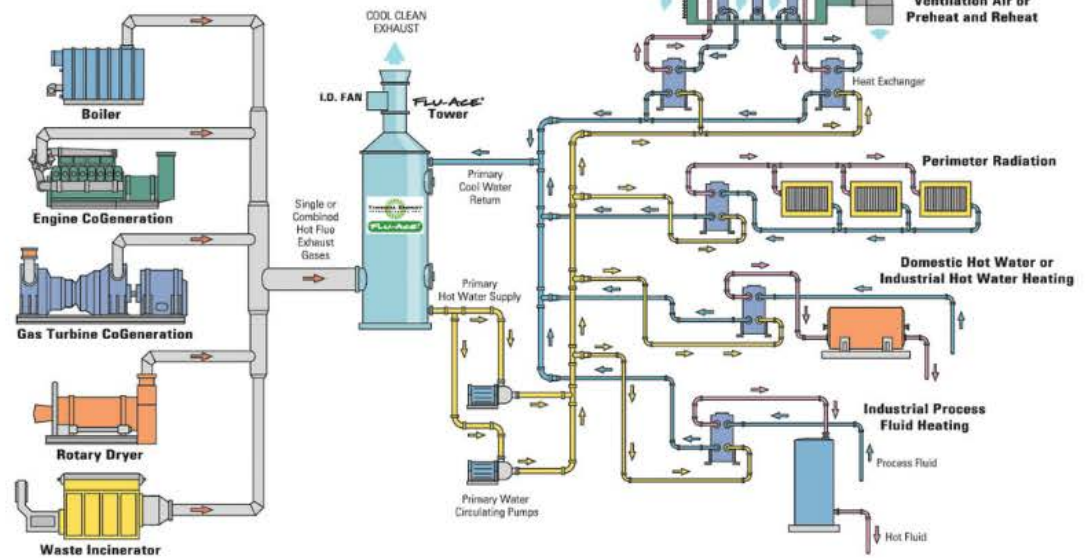 COOL CLEAN
EXHAUST
Ventilation Air or
Preheat and Reheat
I.D. FAN
FLU-ACE®
Tower
Heat Exchanger
Boiler
Primary
Cool Water
Return
Perimeter Radiation
Engine CoGeneration
Single or
Combined
Hot Flue
Exhaust
Gases
THERMAL ENERGY
FLU-ACE®
Domestic Hot Water or
Industrial Hot Water Heating
Primary
Hot Water Supply
Gas Turbine CoGeneration
Industrial Process
Fluid Heating
Rotary Dryer
Process Fluid
Primary Water
Circulating Pumps
Hot Fluid
Waste Incinerator